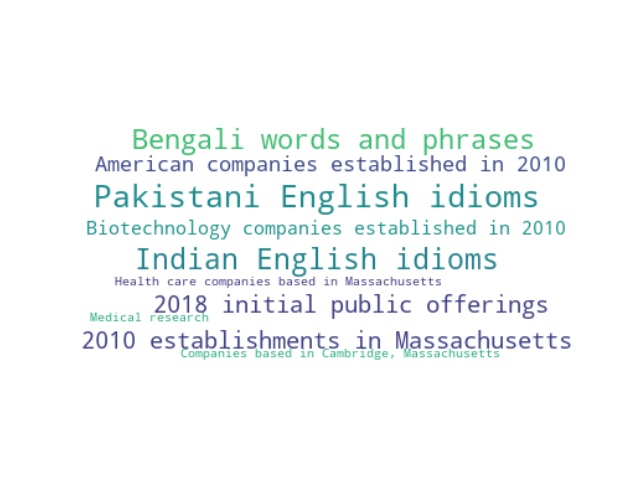 Bengali words and phrases
American companies established in 2010
Pakistani English idioms
Biotechnology companies established in 2010
Indian English idioms
Health care companies based in Massachusetts
2018 initial public offerings
Medical research
2010 establishments in Massachusetts
Companies based in Cambridge, Massachusetts